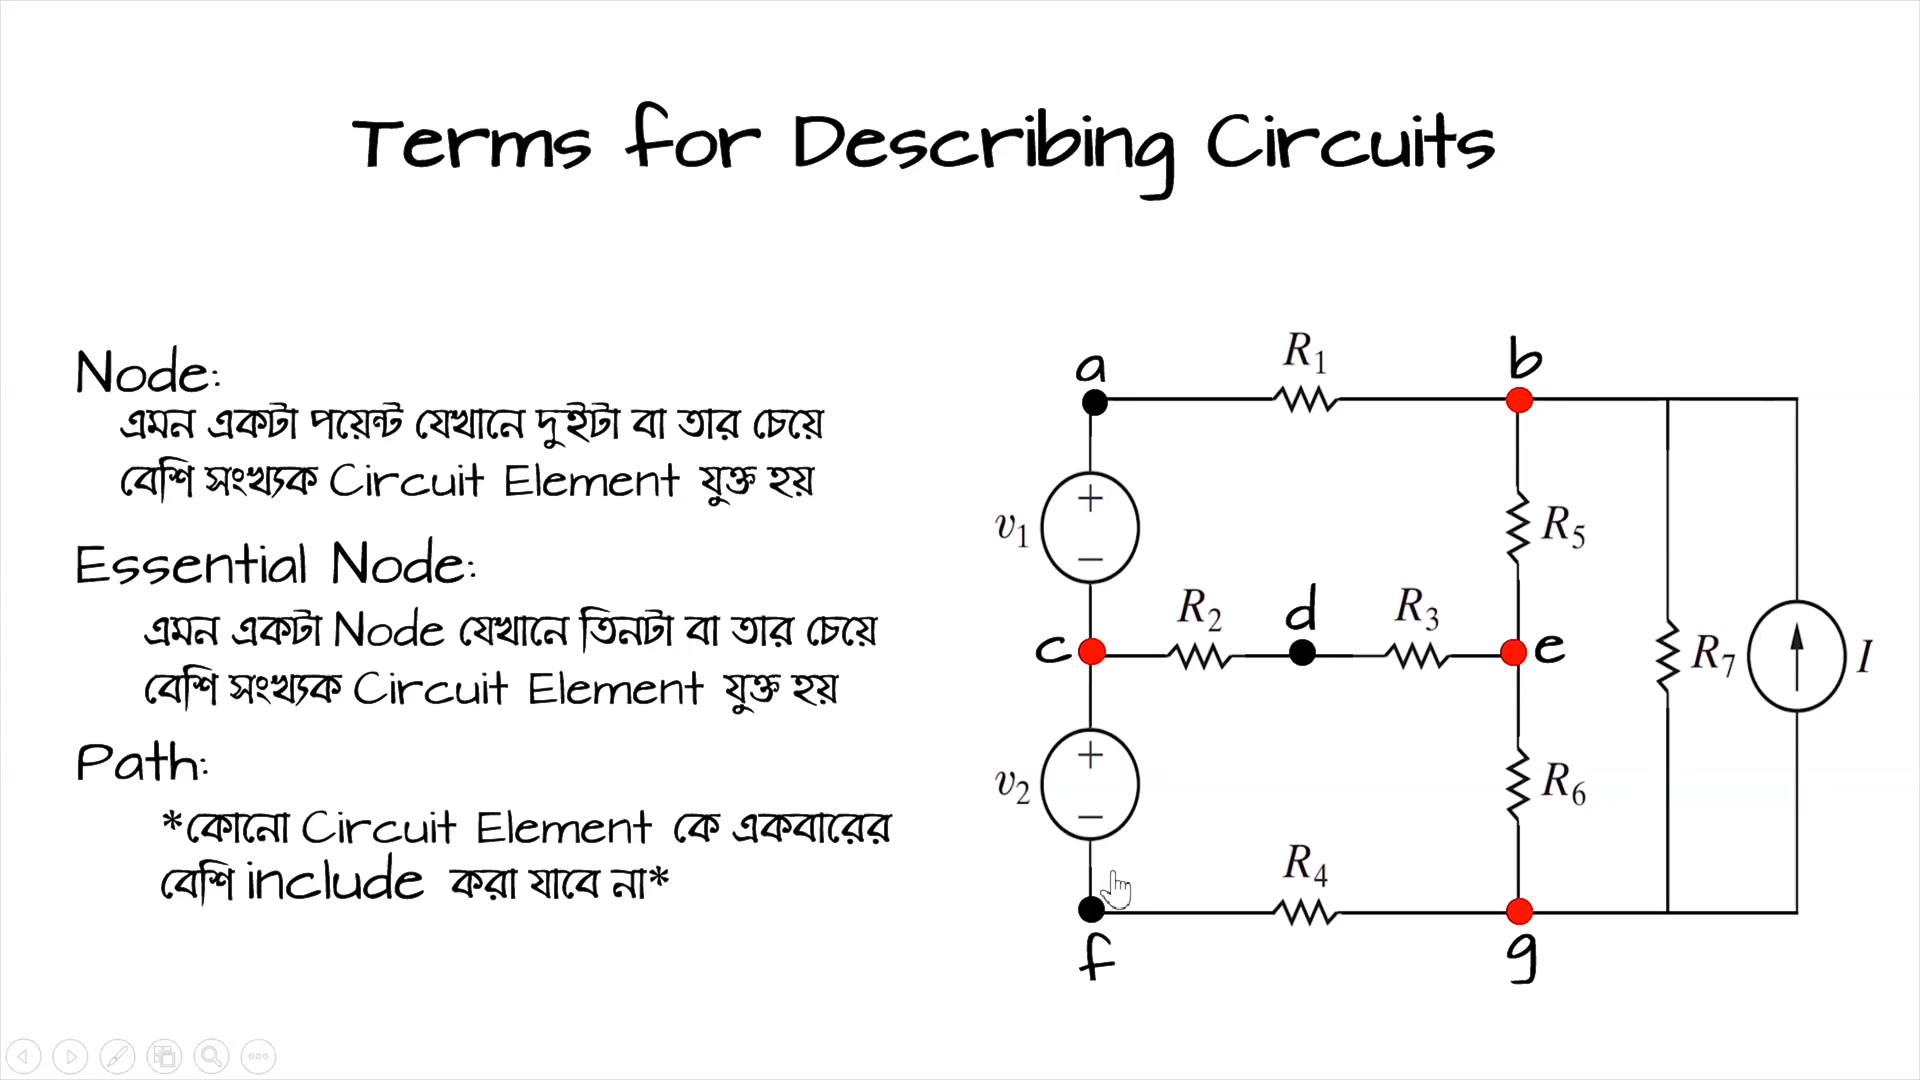 Terms for Describing Circuits
Node:
এমন একটা পয়েন্ট যেখানে দুইটা বা তার চেয়ে
বেশি সংখ্যক Circuit Element যুক্ত হয়
Essential Node:
এমন একটা Node যেখানে তিনটা বা তার চেয়ে
বেশি সংখ্যক Circuit Element যুক্ত হয়
Path:
*কোনো Circuit Element কে একবারের
বেশি include করা যাবে না*
R₁
a
b
+
v₁
−
R₅
R₂
d
R₃
c
e
R₇
I
+
v₂
−
R₆
R₄
f
g